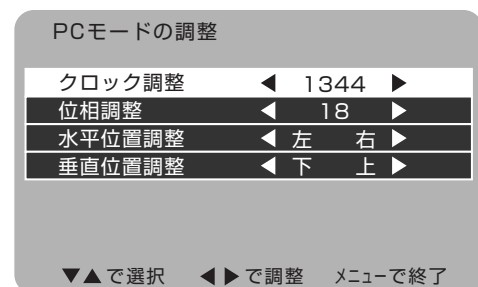 PCモードの調整
クロック調整 ◀ 1344 ▶
位相調整 ◀ 18 ▶
水平位置調整 ◀ 左 右 ▶
垂直位置調整 ◀ 下 上 ▶
▼▲で選択 ◀▶で調整 メニューで終了